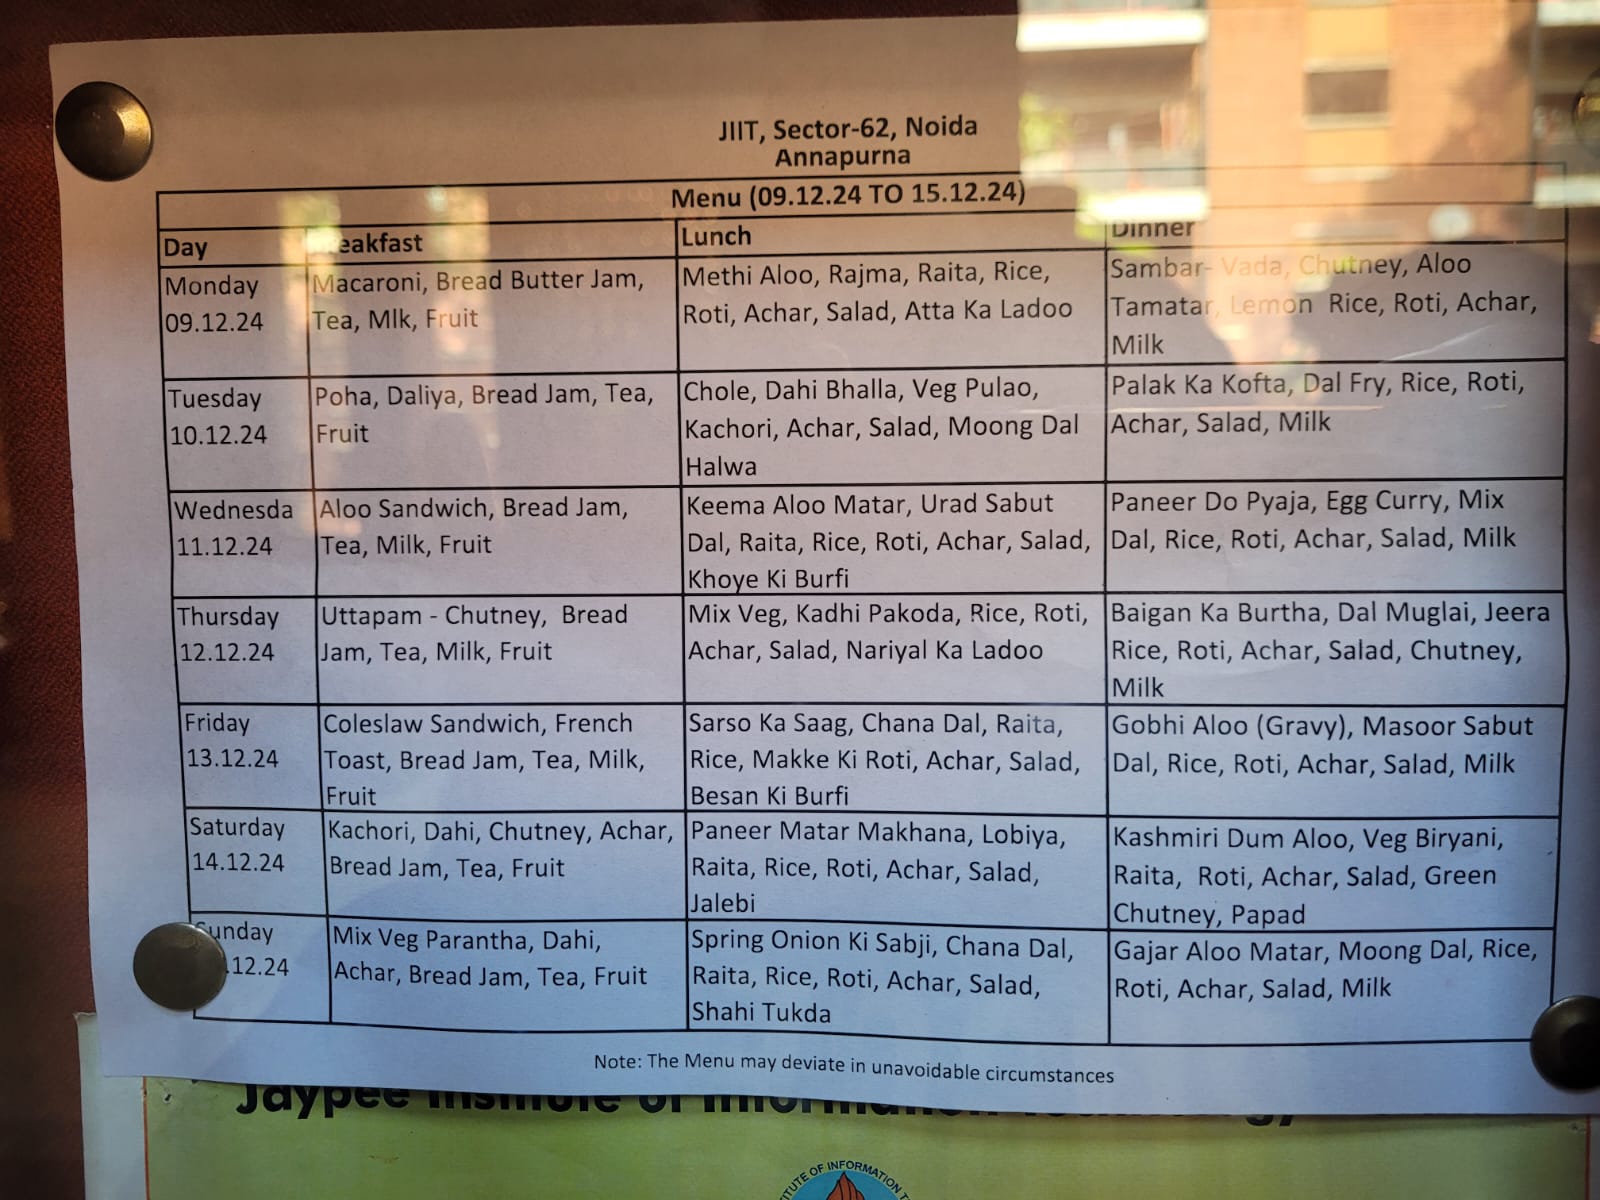 JIIT, Sector-62, Noida
Annapurna
Menu (09.12.24 TO 15.12.24)
Day eakfast Lunch Dinner
Monday
09.12.24
Macaroni, Bread Butter Jam,
Tea, Mlk, Fruit
Methi Aloo, Rajma, Raita, Rice,
Roti, Achar, Salad, Atta Ka Ladoo
Sambar- Vada, Chutney, Aloo
Tamatar, Lemon Rice, Roti, Achar,
Milk
Tuesday
10.12.24
Poha, Daliya, Bread Jam, Tea,
Fruit
Chole, Dahi Bhalla, Veg Pulao,
Kachori, Achar, Salad, Moong Dal
Halwa
Palak Ka Kofta, Dal Fry, Rice, Roti,
Achar, Salad, Milk
Wednesda
11.12.24
Aloo Sandwich, Bread Jam,
Tea, Milk, Fruit
Keema Aloo Matar, Urad Sabut
Dal, Raita, Rice, Roti, Achar, Salad,
Khoye Ki Burfi
Paneer Do Pyaja, Egg Curry, Mix
Dal, Rice, Roti, Achar, Salad, Milk
Thursday
12.12.24
Uttapam - Chutney, Bread
Jam, Tea, Milk, Fruit
Mix Veg, Kadhi Pakoda, Rice, Roti,
Achar, Salad, Nariyal Ka Ladoo
Baigan Ka Burtha, Dal Muglai, Jeera
Rice, Roti, Achar, Salad, Chutney,
Milk
Friday
13.12.24
Coleslaw Sandwich, French
Toast, Bread Jam, Tea, Milk,
Fruit
Sarso Ka Saag, Chana Dal, Raita,
Rice, Makke Ki Roti, Achar, Salad,
Besan Ki Burfi
Gobhi Aloo (Gravy), Masoor Sabut
Dal, Rice, Roti, Achar, Salad, Milk
Saturday
14.12.24
Kachori, Dahi, Chutney, Achar,
Bread Jam, Tea, Fruit
Paneer Matar Makhana, Lobiya,
Raita, Rice, Roti, Achar, Salad,
Jalebi
Kashmiri Dum Aloo, Veg Biryani,
Raita, Roti, Achar, Salad, Green
Chutney, Papad
Sunday
.12.24
Mix Veg Parantha, Dahi,
Achar, Bread Jam, Tea, Fruit
Spring Onion Ki Sabji, Chana Dal,
Raita, Rice, Roti, Achar, Salad,
Shahi Tukda
Gajar Aloo Matar, Moong Dal, Rice,
Roti, Achar, Salad, Milk
Note: The Menu may deviate in unavoidable circumstances
Jaypee Institute of Information Technology
TUTE OF INFORMATION T